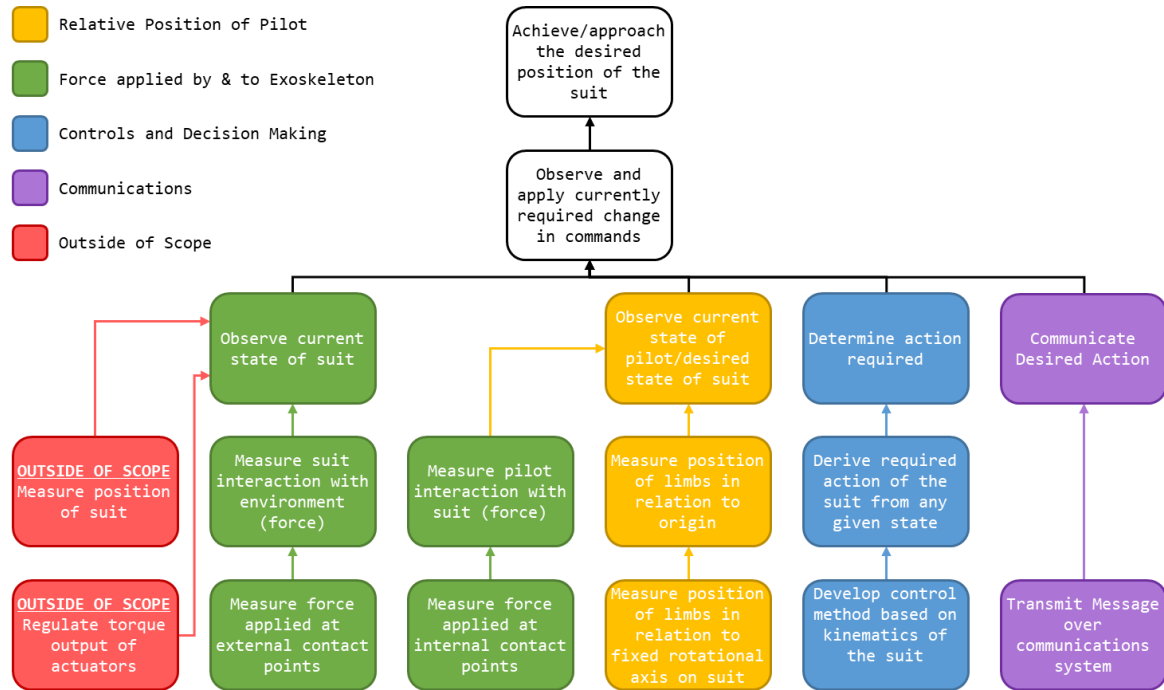 Relative Position of Pilot
Force applied by & to Exoskeleton
Controls and Decision Making
Communications
Outside of Scope
Achieve/approach
the desired
position of the
suit
Observe and
apply currently
required change
in commands
Observe current
state of suit
Observe current
state of
pilot/desired
state of suit
Determine action
required
Communicate
Desired Action
OUTSIDE OF SCOPE
Measure position
of suit
Measure suit
interaction with
environment
(force)
Measure pilot
interaction with
suit (force)
Measure position
of limbs in
relation to
origin
Derive required
action of the
suit from any
given state
OUTSIDE OF SCOPE
Regulate torque
output of
actuators
Measure force
applied at
external contact
points
Measure force
applied at
internal contact
points
Measure position
of limbs in
relation to
fixed rotational
axis on suit
Develop control
method based on
kinematics of
the suit
Transmit Message
over
communications
system